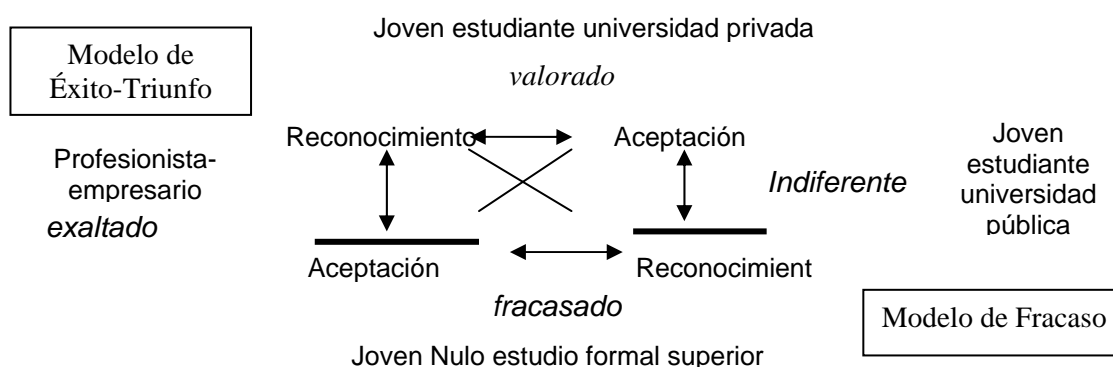 Joven estudiante universidad privada
Modelo de
Éxito-Triunfo
valorado
Reconocimiento
Aceptación
Profesionista-
empresario
exaltado
Indiferente
Joven
estudiante
universidad
pública
Aceptación
Reconocimient
fracasado
Modelo de Fracaso
Joven Nulo estudio formal superior